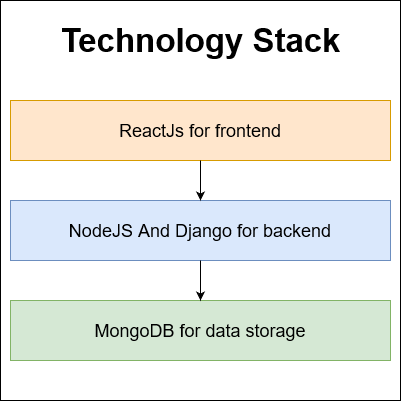 Technology Stack
ReactJs for frontend
NodeJS And Django for backend
MongoDB for data storage